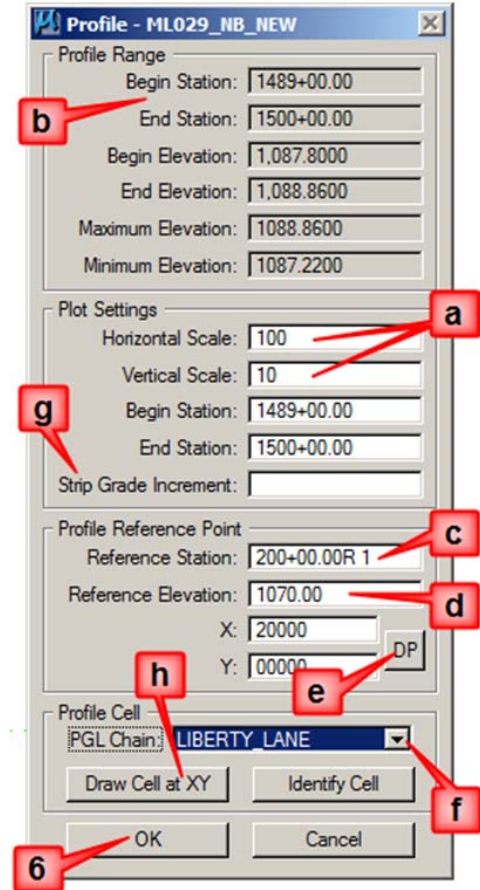 Profile - ML029_NB_NEW
Profile Range
Begin Station: 1489+00.00
b
End Station: 1500+00.00
Begin Elevation: 1,087.8000
End Elevation: 1,088.8600
Maximum Elevation: 1088.8600
Minimum Elevation: 1087.2200
Plot Settings
a
Horizontal Scale: 100
Vertical Scale: 10
Begin Station: 1489+00.00
g
End Station: 1500+00.00
Strip Grade Increment:
Profile Reference Point
c
Reference Station: 200+00.00R 1
Reference Elevation: 1070.00
d
X: 20000
DP
Y: 00000
e
h
Profile Cell
PGL Chain: LIBERTY_LANE
Draw Cell at XY Identify Cell
f
OK Cancel
6